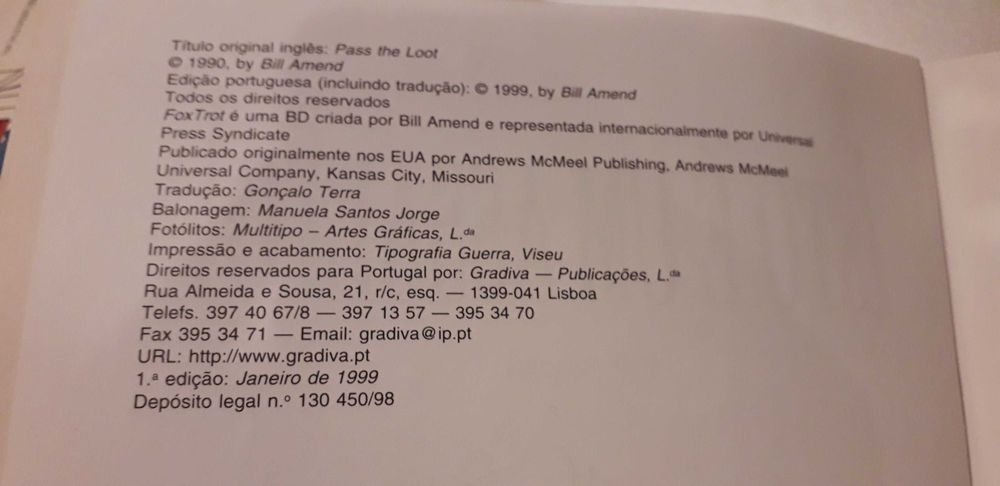 Título original inglês: Pass the Loot
© 1990, by Bill Amend
Edição portuguesa (incluindo tradução): © 1999, by Bill Amend
Todos os direitos reservados
FoxTrot é uma BD criada por Bill Amend e representada internacionalmente por Universal
Press Syndicate
Publicado originalmente nos EUA por Andrews McMeel Publishing, Andrews McMeel
Universal Company, Kansas City, Missouri
Tradução: Gonçalo Terra
Balonagem: Manuela Santos Jorge
Fotólitos: Multitipo – Artes Gráficas, L.da
Impressão e acabamento: Tipografia Guerra, Viseu
Direitos reservados para Portugal por: Gradiva — Publicações, L.da
Rua Almeida e Sousa, 21, r/c, esq. — 1399-041 Lisboa
Telefs. 397 40 67/8 — 397 13 57 — 395 34 70
Fax 395 34 71 — Email: gradiva@ip.pt
URL: http://www.gradiva.pt
1.ª edição: Janeiro de 1999
Depósito legal n.º 130 450/98